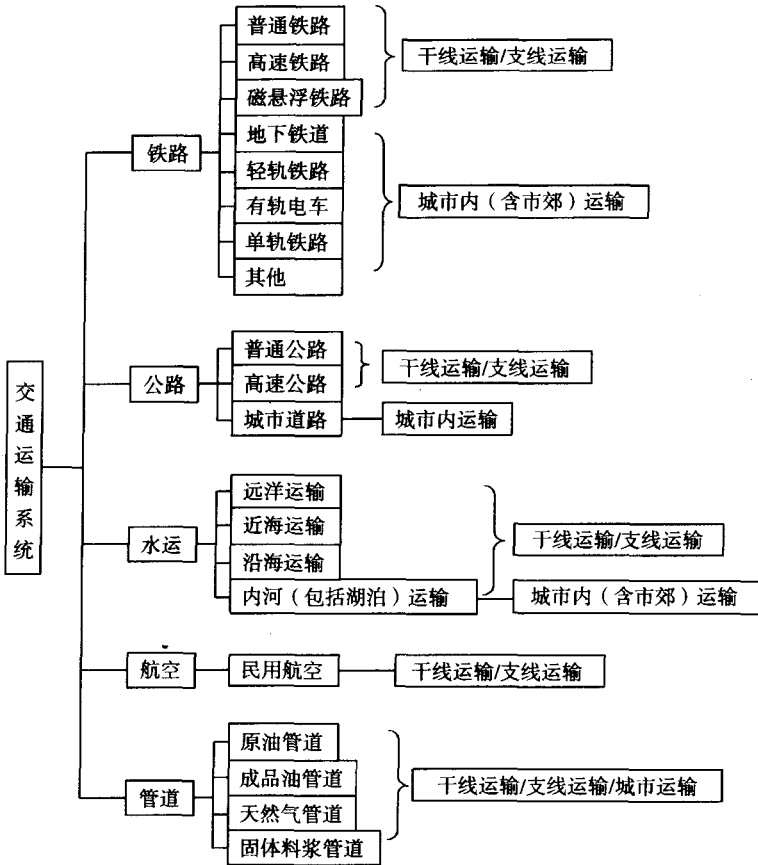 交通运输系统
铁路
普通铁路
高速铁路
磁悬浮铁路
干线运输/支线运输
地下铁道
轻轨铁路
有轨电车
单轨铁路
其他
城市内（含市郊）运输
公路
普通公路
高速公路
干线运输/支线运输
城市道路
城市内运输
水运
远洋运输
近海运输
沿海运输
内河（包括湖泊）运输
干线运输/支线运输
城市内（含市郊）运输
航空
民用航空
干线运输/支线运输
管道
原油管道
成品油管道
天然气管道
固体料浆管道
干线运输/支线运输/城市运输